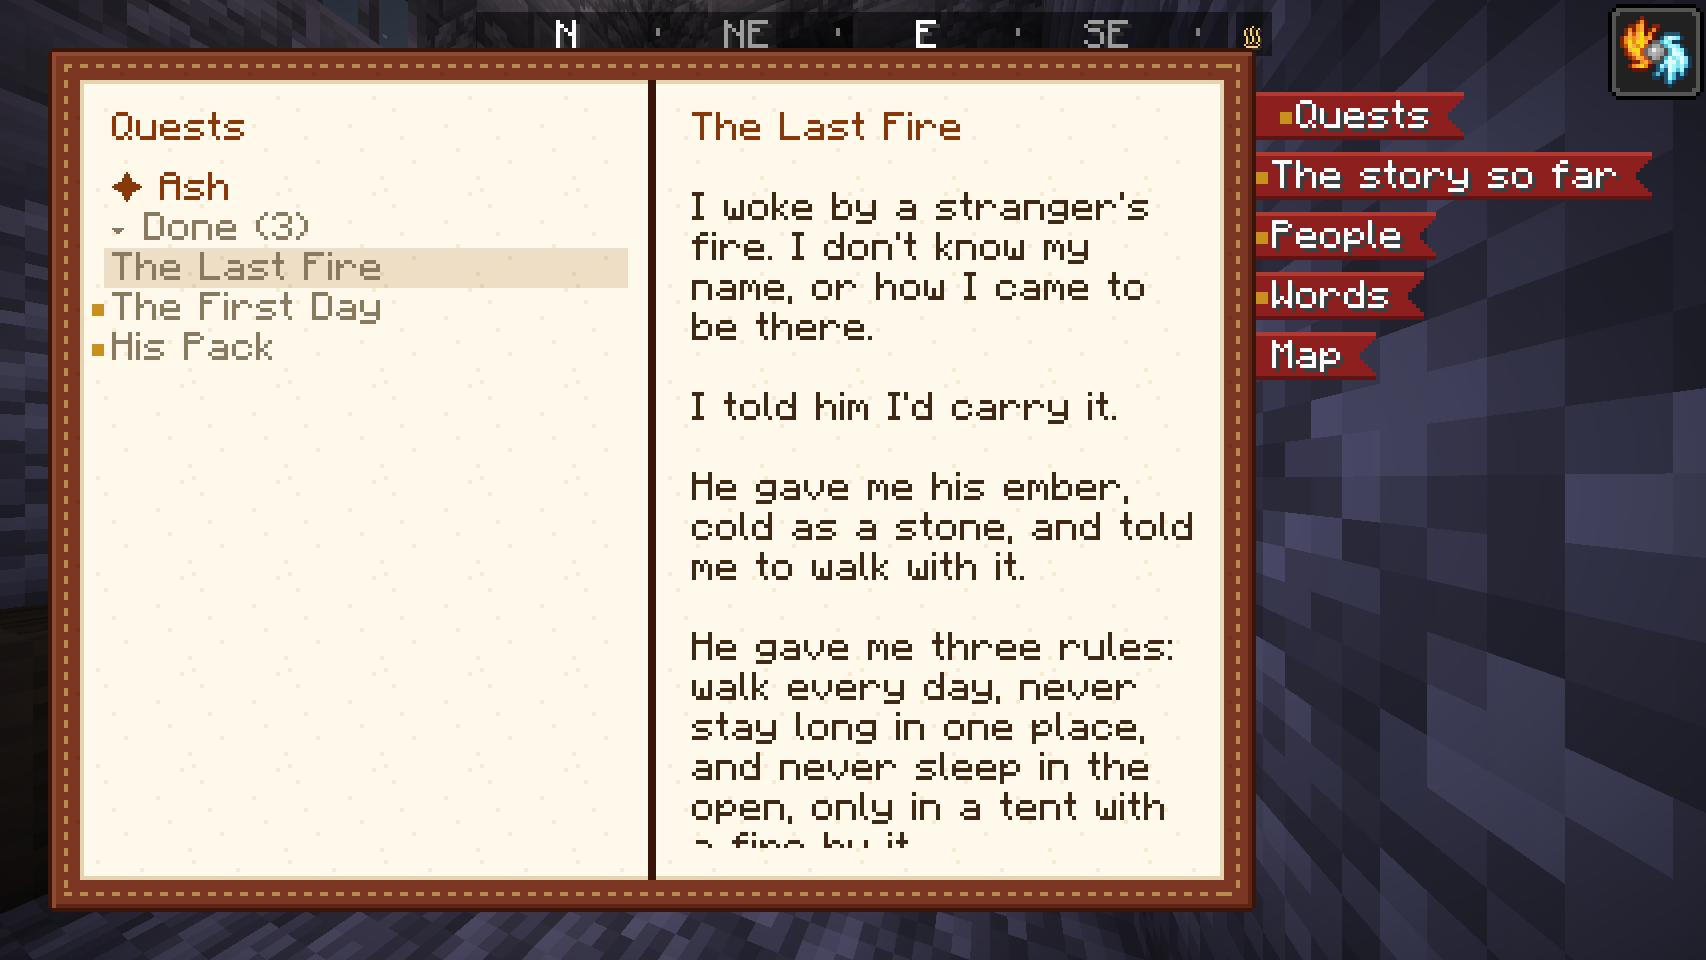 N NE E SE
Quests
Ash
Done (3)
The Last Fire
The First Day
His Pack
The Last Fire
I woke by a stranger's
fire. I don't know my
name, or how I came to
be there.
I told him I'd carry it.
He gave me his ember,
cold as a stone, and told
me to walk with it.
He gave me three rules:
walk every day, never
stay long in one place,
and never sleep in the
open, only in a tent with
a fire by it
Quests
The story so far
People
Words
Map